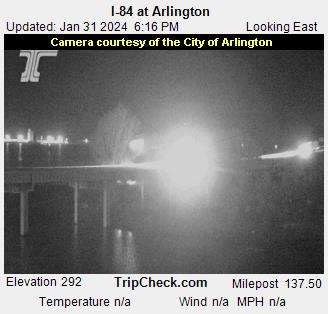 I-84 at Arlington
Updated: Jan 31 2024 6:16 PM Looking East
Camera courtesy of the City of Arlington
Elevation 292 TripCheck.com Milepost 137.50
Temperature n/a Wind n/a MPH n/a